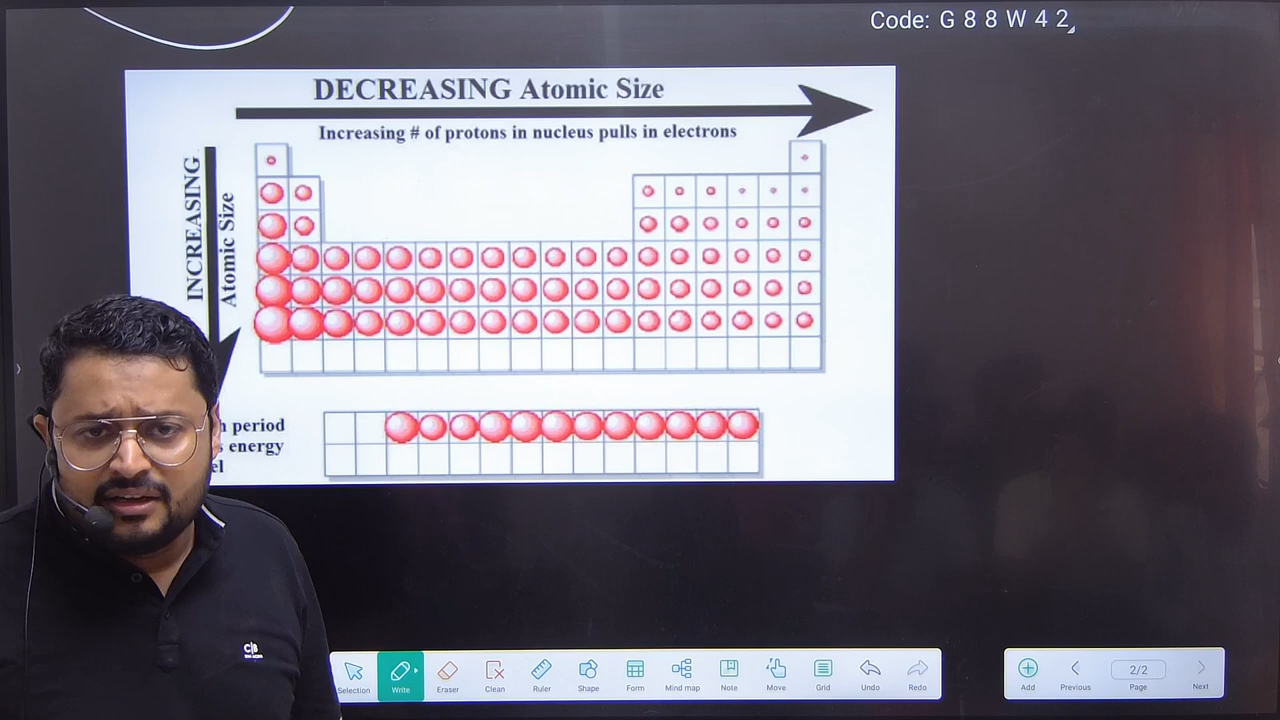 Code: G 8 8 W 4 2
DECREASING Atomic Size
Increasing # of protons in nucleus pulls in electrons
INCREASING
Atomic Size
period
energy
C|B
Selection
Write
Eraser
Clean
Ruler
Shape
Form
Mind map
Note
Move
Grid
Undo
Redo
Add
Previous
2/2
Page
Next